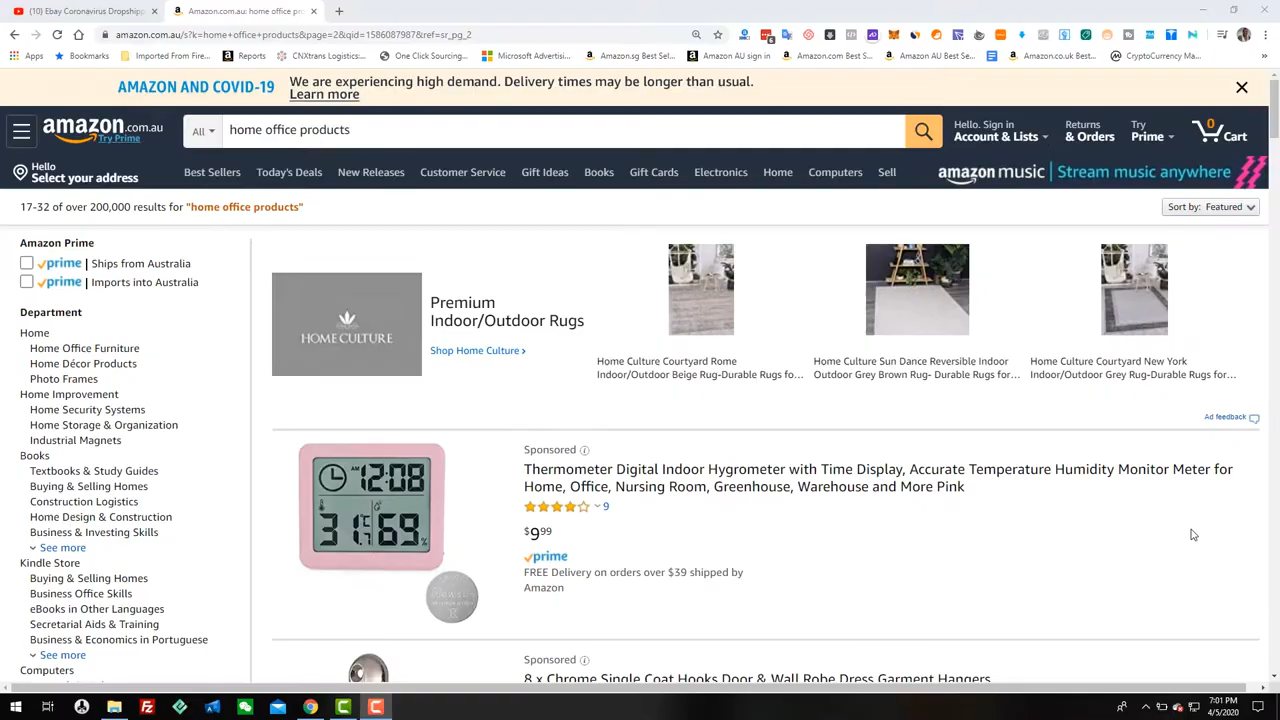 (10) Ebay Coronavirus Dropshipp
Amazon.com.au: home office pro
amazon.com.au/s?k=home+office+products&page=2&qid=1586087987&ref=sr_pg_2
Apps
Bookmarks
Imported From Fire...
Reports
CNXtrans Logistics:...
One Click Sourcing...
Microsoft Advertisi...
Amazon.sg Best Sel...
Amazon AU sign in
Amazon.com Best S...
Amazon AU Best Se...
Amazon.co.uk Best...
CryptoCurrency Ma...
AMAZON AND COVID-19
We are experiencing high demand. Delivery times may be longer than usual.
Learn more
amazon.com.au
Try Prime
All
home office products
Hello. Sign in
Account & Lists
Returns
& Orders
Try
Prime
0
Cart
Hello
Select your address
Best Sellers
Today's Deals
New Releases
Customer Service
Gift Ideas
Books
Gift Cards
Electronics
Home
Computers
Sell
amazon music | Stream music anywhere
17-32 of over 200,000 results for "home office products"
Sort by: Featured
Amazon Prime
prime | Ships from Australia
prime | Imports into Australia
Department
Home
Home Office Furniture
Home Décor Products
Photo Frames
Home Improvement
Home Security Systems
Home Storage & Organization
Industrial Magnets
Books
Textbooks & Study Guides
Buying & Selling Homes
Construction Logistics
Home Design & Construction
Business & Investing Skills
See more
Kindle Store
Buying & Selling Homes
Business Office Skills
eBooks in Other Languages
Secretarial Aids & Training
Business & Economics in Portuguese
See more
Computers
HOME CULTURE
Premium
Indoor/Outdoor Rugs
Shop Home Culture
Home Culture Courtyard Rome
Indoor/Outdoor Beige Rug-Durable Rugs fo...
Home Culture Sun Dance Reversible Indoor
Outdoor Grey Brown Rug- Durable Rugs for...
Home Culture Courtyard New York
Indoor/Outdoor Grey Rug-Durable Rugs for...
Ad feedback
Sponsored
Thermometer Digital Indoor Hygrometer with Time Display, Accurate Temperature Humidity Monitor Meter for
Home, Office, Nursing Room, Greenhouse, Warehouse and More Pink
9
$999
prime
FREE Delivery on orders over $39 shipped by
Amazon
AM 12:08
31.7 °C 69 %
Sponsored
8 x Chrome Single Coat Hooks Door & Wall Robe Dress Garment Hangers
7:01 PM
4/5/2020